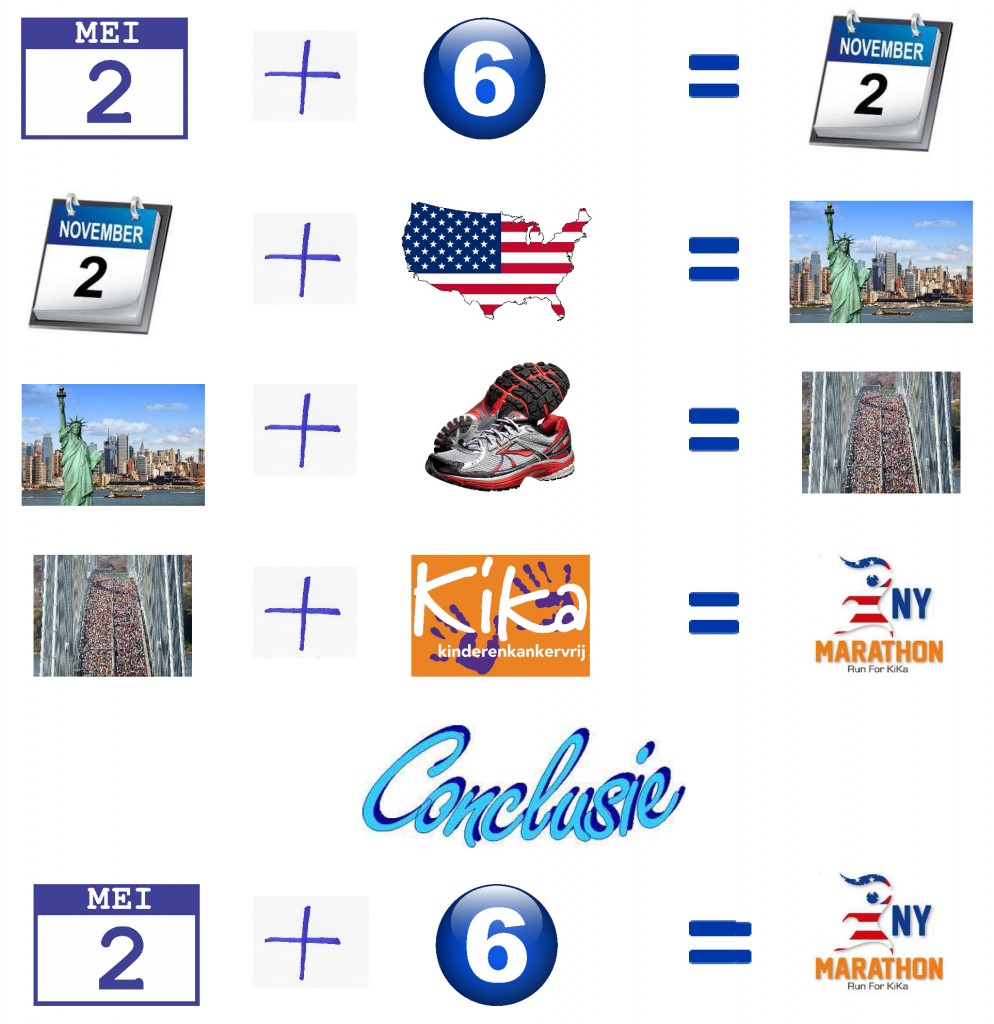 MEI
2
+
6
=
NOVEMBER
2
NOVEMBER
2
+
=
+
=
+
Kika
kinderenkankervrij
=
NY
MARATHON
Run For KiKa
Conclusie
MEI
2
+
6
=
NY
MARATHON
Run For KiKa